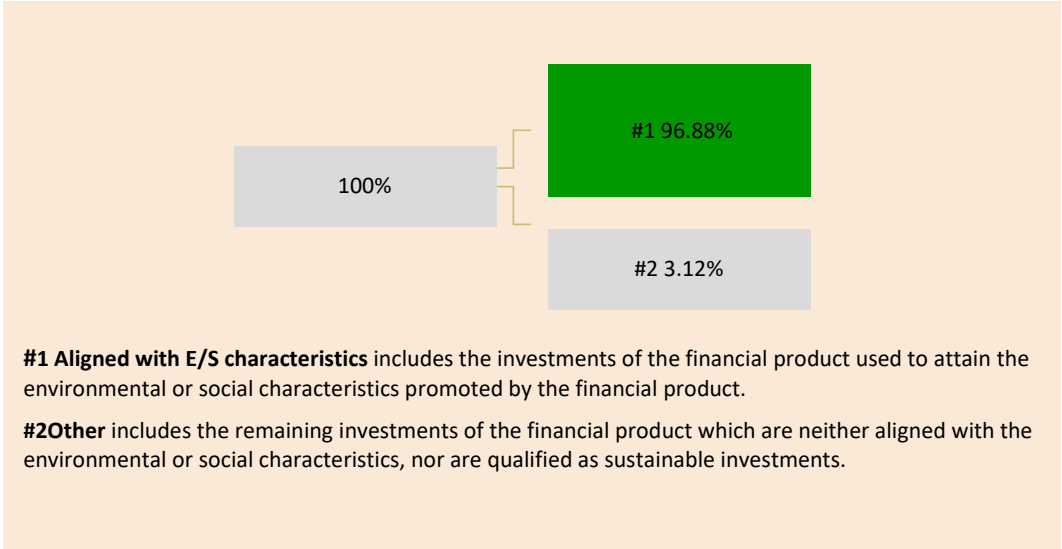 #1 96.88%
100%
#2 3.12%
#1 Aligned with E/S characteristics includes the investments of the financial product used to attain the
environmental or social characteristics promoted by the financial product.
#2Other includes the remaining investments of the financial product which are neither aligned with the
environmental or social characteristics, nor are qualified as sustainable investments.